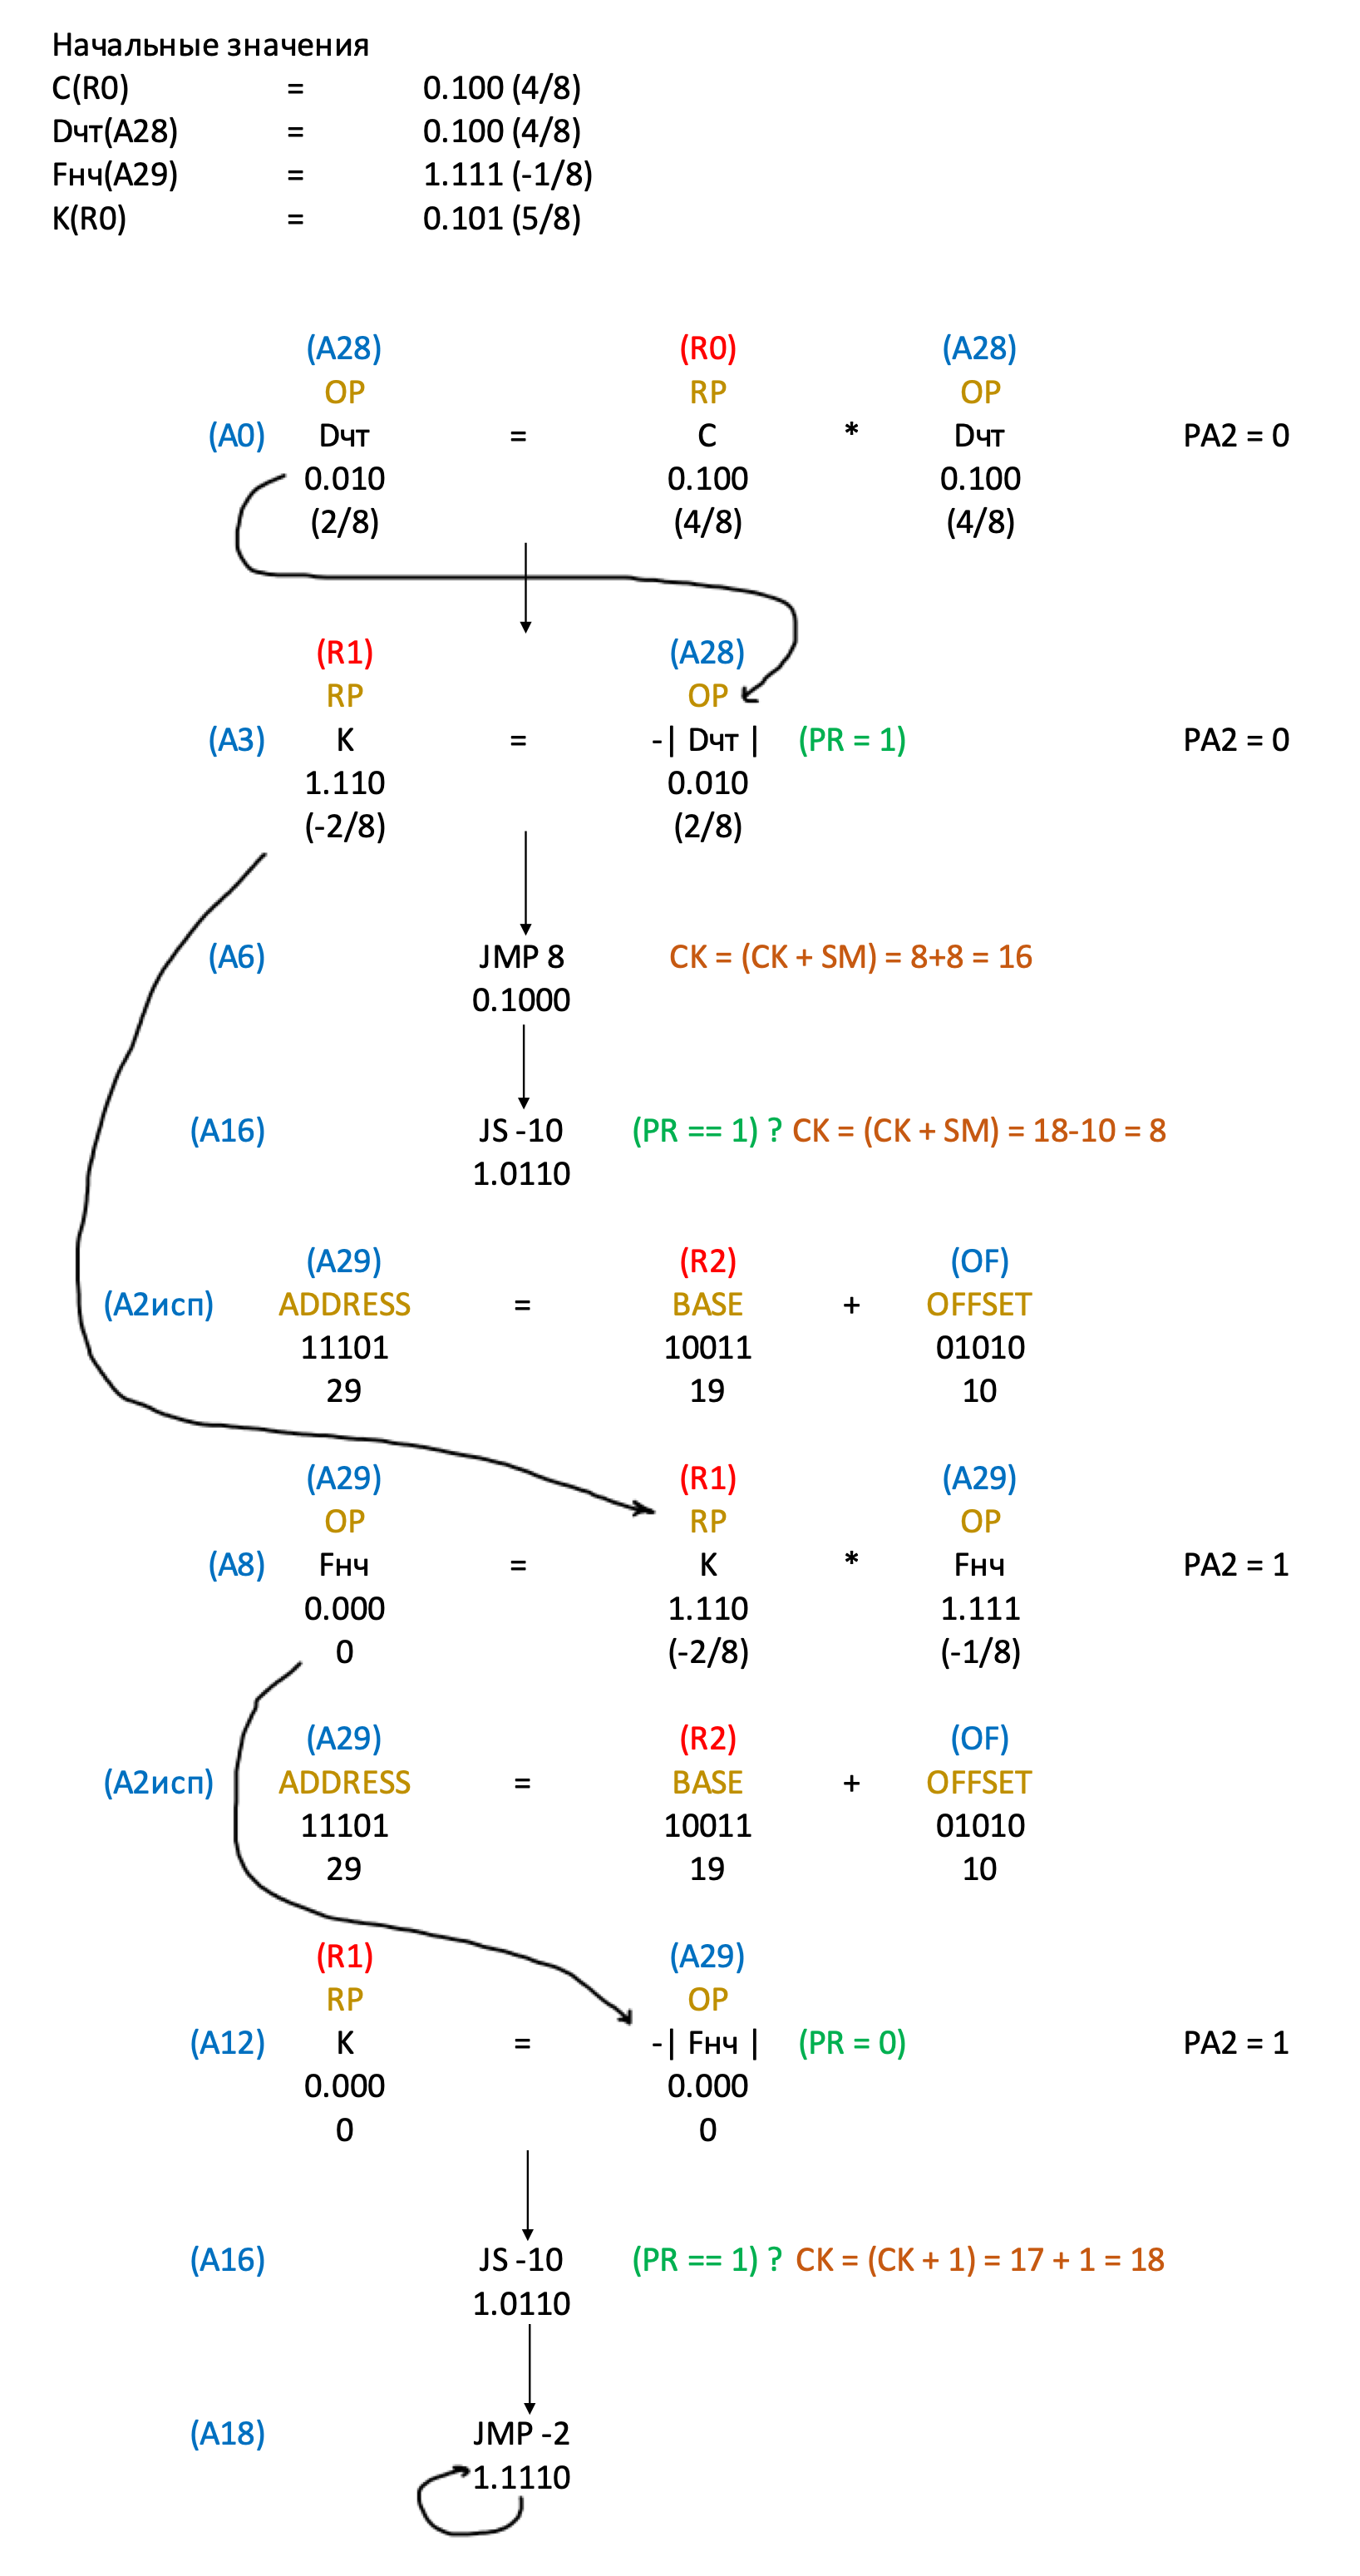 Начальные значения
C(R0) = 0.100 (4/8)
Dчт(A28) = 0.100 (4/8)
Fнч(A29) = 1.111 (-1/8)
K(R0) = 0.101 (5/8)
(A28) (R0) (A28)
OP RP OP
(A0) Dчт = C * Dчт PA2 = 0
0.010 0.100 0.100
(2/8) (4/8) (4/8)
(R1) (A28)
RP OP
(A3) K = -| Dчт | (PR = 1) PA2 = 0
1.110 0.010
(-2/8) (2/8)
(A6) JMP 8 CK = (CK + SM) = 8+8 = 16
0.1000
(A16) JS -10 (PR == 1) ? CK = (CK + SM) = 18-10 = 8
1.0110
(A29) (R2) (OF)
(A2исп) ADDRESS = BASE + OFFSET
11101 10011 01010
29 19 10
(A29) (R1) (A29)
OP RP OP
(A8) Fнч = K * Fнч PA2 = 1
0.000 1.110 1.111
0 (-2/8) (-1/8)
(A29) (R2) (OF)
(A2исп) ADDRESS = BASE + OFFSET
11101 10011 01010
29 19 10
(R1) (A29)
RP OP
(A12) K = -| Fнч | (PR = 0) PA2 = 1
0.000 0.000
0 0
(A16) JS -10 (PR == 1) ? CK = (CK + 1) = 17 + 1 = 18
1.0110
(A18) JMP -2
1.1110